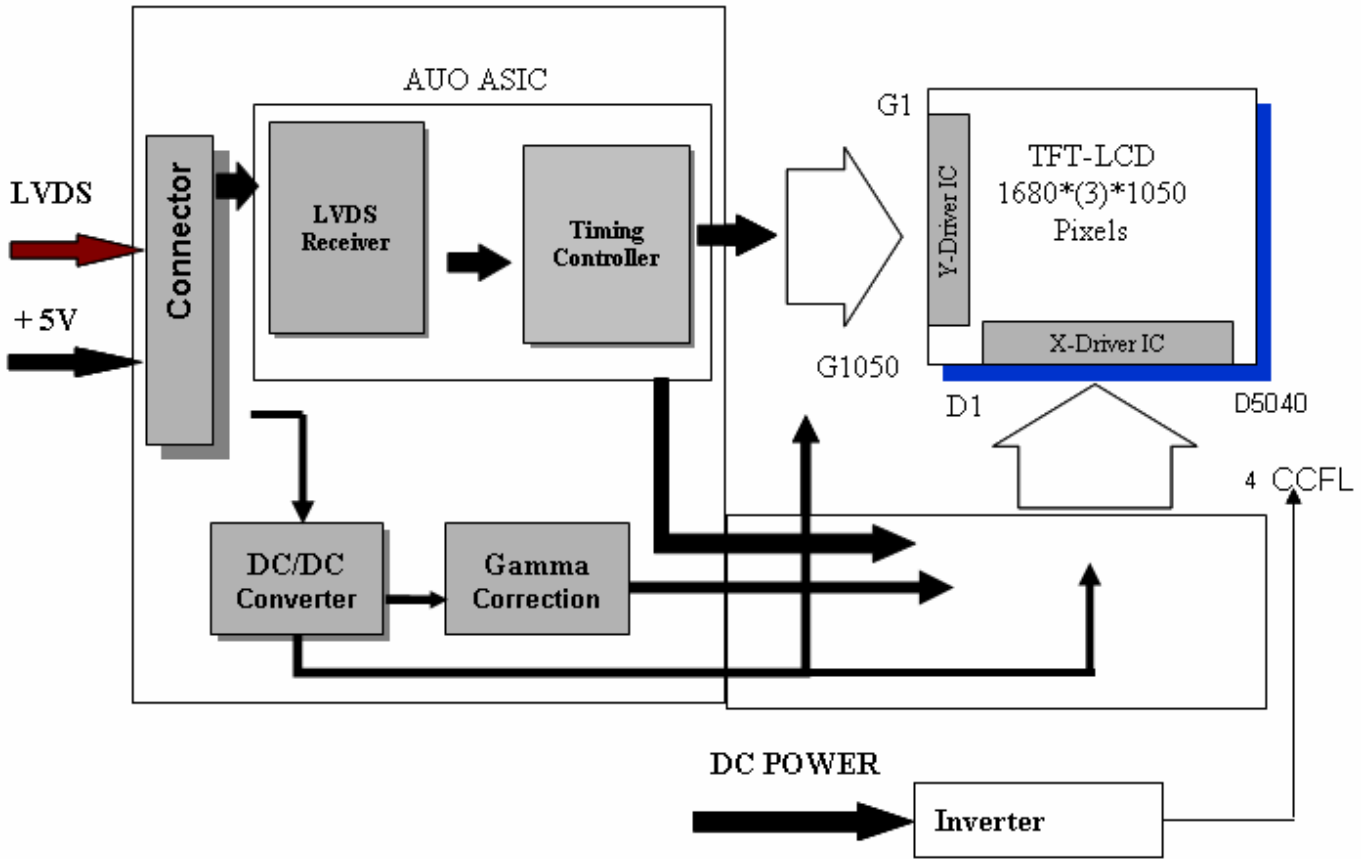 AUO ASIC
LVDS
+5V
Connector
LVDS
Receiver
Timing
Controller
G1
Y-Driver IC
TFT-LCD
1680*(3)*1050
Pixels
X-Driver IC
G1050
D1
D5040
4 CCFL
DC/DC
Converter
Gamma
Correction
DC POWER
Inverter